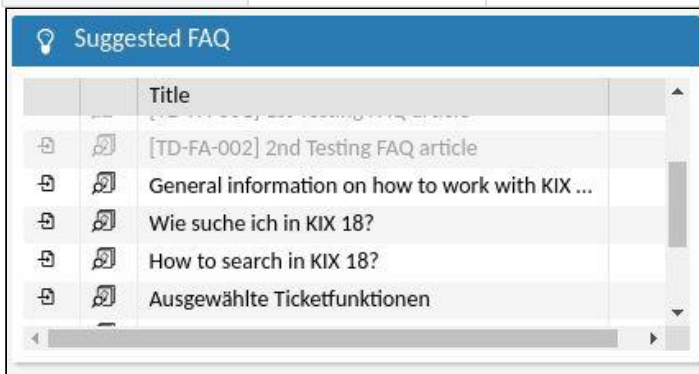 Suggested FAQ
Title
[TD-FA-002] 2nd Testing FAQ article
General information on how to work with KIX ...
Wie suche ich in KIX 18?
How to search in KIX 18?
Ausgewählte Ticketfunktionen